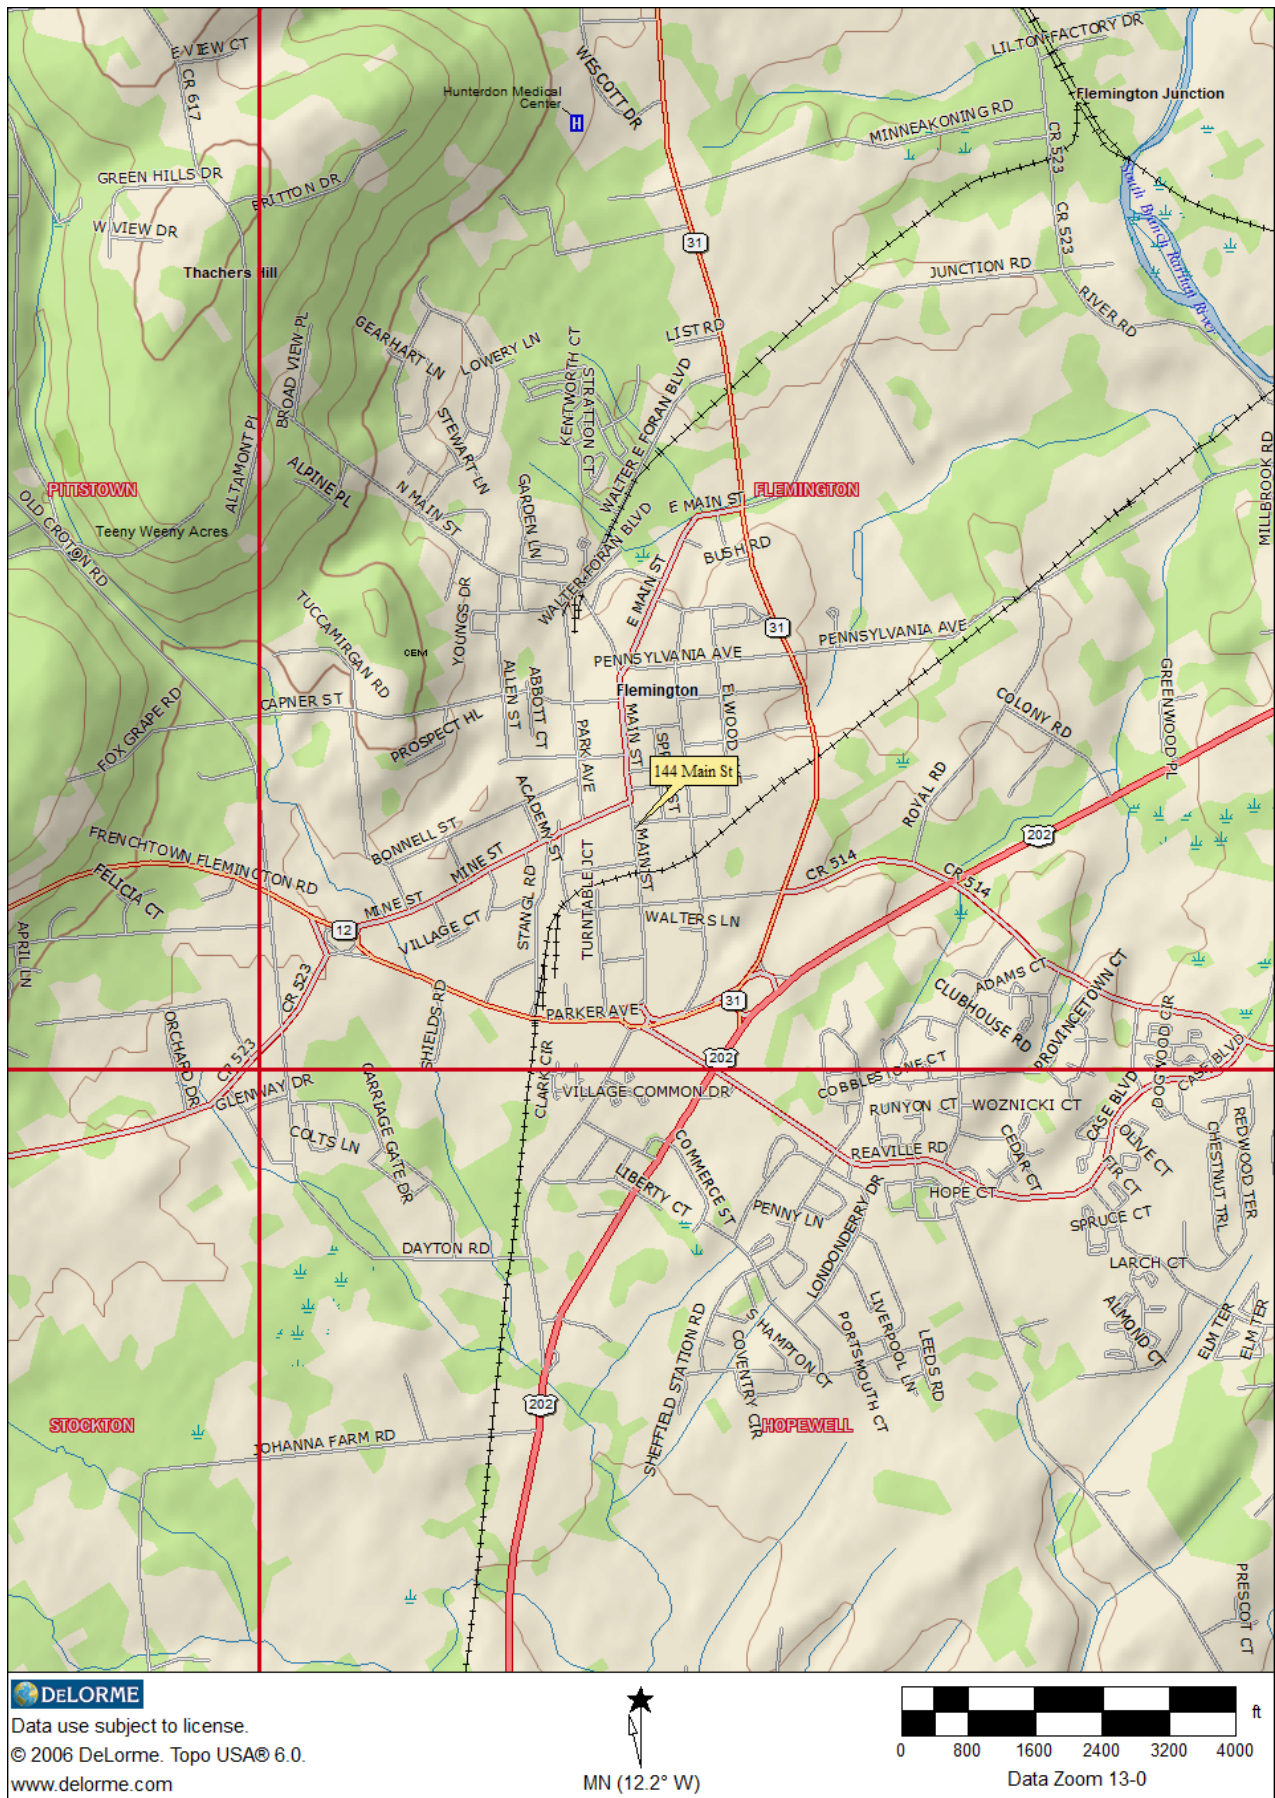 E VIEW CT
CR 617
WESCOTT DR
LILTON FACTORY DR
Hunterdon Medical
Center
H
Flemington Junction
MINNEAKONING RD
CR 523
GREEN HILLS DR
BRITTON DR
South Branch Raritan River
W VIEW DR
CR 523
31
Thachers Hill
JUNCTION RD
RIVER RD
LIST RD
GEARHART LN
LOWERY LN
BROAD VIEW PL
KENTWORTH CT
STRATTON CT
WALTER E FORAN BLVD
STEWART LN
ALTAMONT PL
ALPINE PL
N MAIN ST
GARDEN LN
PITTSTOWN
OLD CROTON RD
E MAIN ST
FLEMINGTON
MILLBROOK RD
Teeny Weeny Acres
WALTER FORAN BLVD
BUSH RD
E MAIN ST
YOUNGS DR
TUCCAMIRGAN RD
31
PENNSYLVANIA AVE
CEM
PENNSYLVANIA AVE
ALLEN ST
ABBOTT CT
Flemington
ELWOOD
GREENWOOD PL
FOX GRAPE RD
CAPNER ST
PROSPECT HL
PARK AVE
MAIN ST
COLONY RD
144 Main St
ROYAL RD
ACADEMY ST
202
FRENCHTOWN FLEMINGTON RD
BONNELL ST
MINE ST
TURNTABLE JCT
MAIN ST
CR 514
CR 514
FELICIA CT
MINE ST
STANGL RD
WALTERS LN
12
VILLAGE CT
APRIL LN
CR 523
ADAMS CT
CLUBHOUSE RD
PROVINCETOWN CT
DOGWOOD CIR
SHIELDS RD
PARKER AVE
31
ORCHARD DR
CR 523
202
CASE BLVD
GLENWAY DR
CARRIAGE GATE DR
CLARK CIR
VILLAGE COMMON DR
COBBLESTONE CT
RUNYON CT
WOZNICKI CT
CASE BLVD
COLTS LN
COMMERCE ST
REAVILLE RD
CEDAR CT
OLIVE CT
CHESTNUT TRL
REDWOOD TER
LIBERTY CT
PENNY LN
LONDONDERRY DR
HOPE CT
FIR CT
SPRUCE CT
DAYTON RD
LARCH CT
S HAMPTON CT
LIVERPOOL LN
ALMOND CT
ELM TER
ELM TER
SHEFFIELD STATION RD
COVENTRY CIR
PORTSMOUTH CT
LEEDS RD
202
STOCKTON
HOPEWELL
JOHANNA FARM RD
PRESCOT CT
DELORME
Data use subject to license.
© 2006 DeLorme. Topo USA® 6.0.
www.delorme.com
MN (12.2° W)
ft
0 800 1600 2400 3200 4000
Data Zoom 13-0